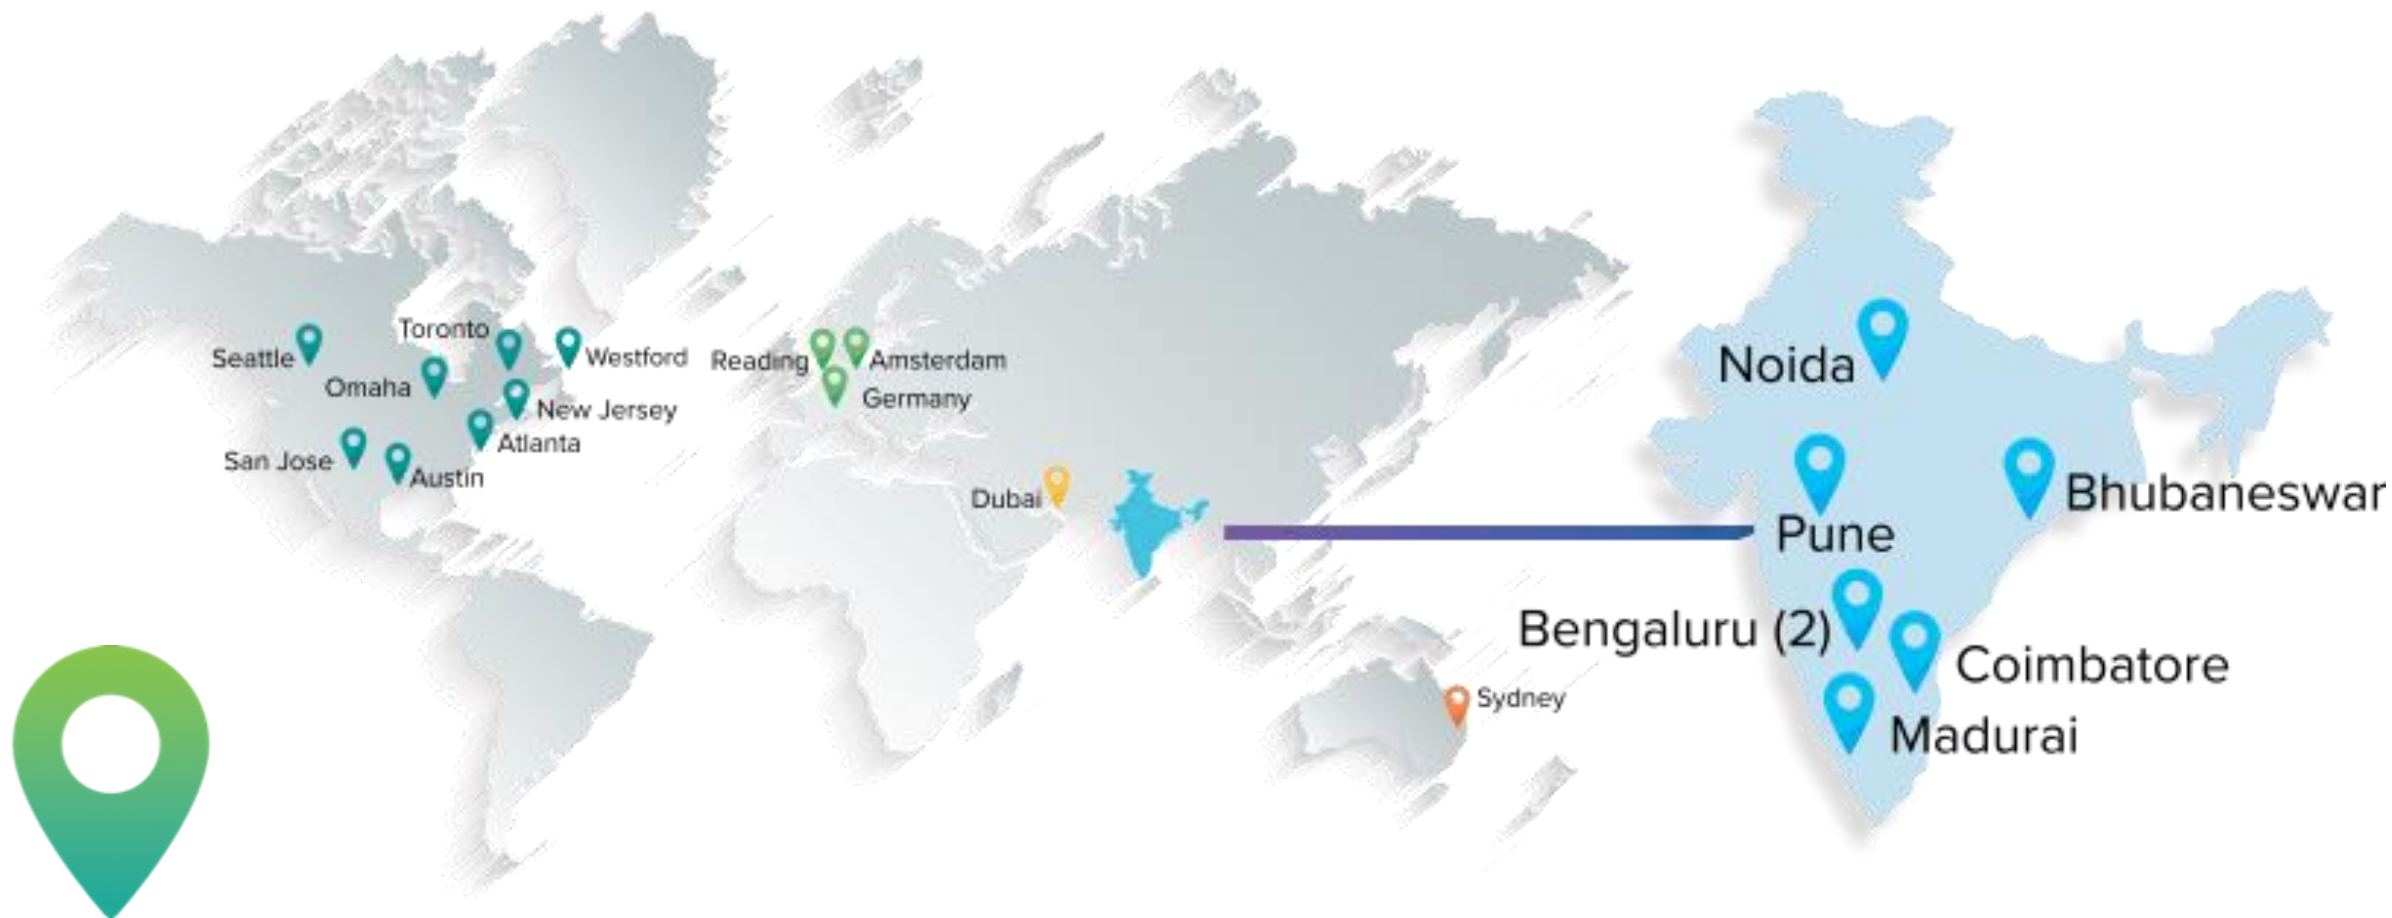 Seattle
Toronto
Westford
Omaha
New Jersey
Atlanta
San Jose
Austin
Reading
Amsterdam
Germany
Dubai
Sydney
Noida
Pune
Bhubaneswar
Bengaluru (2)
Coimbatore
Madurai